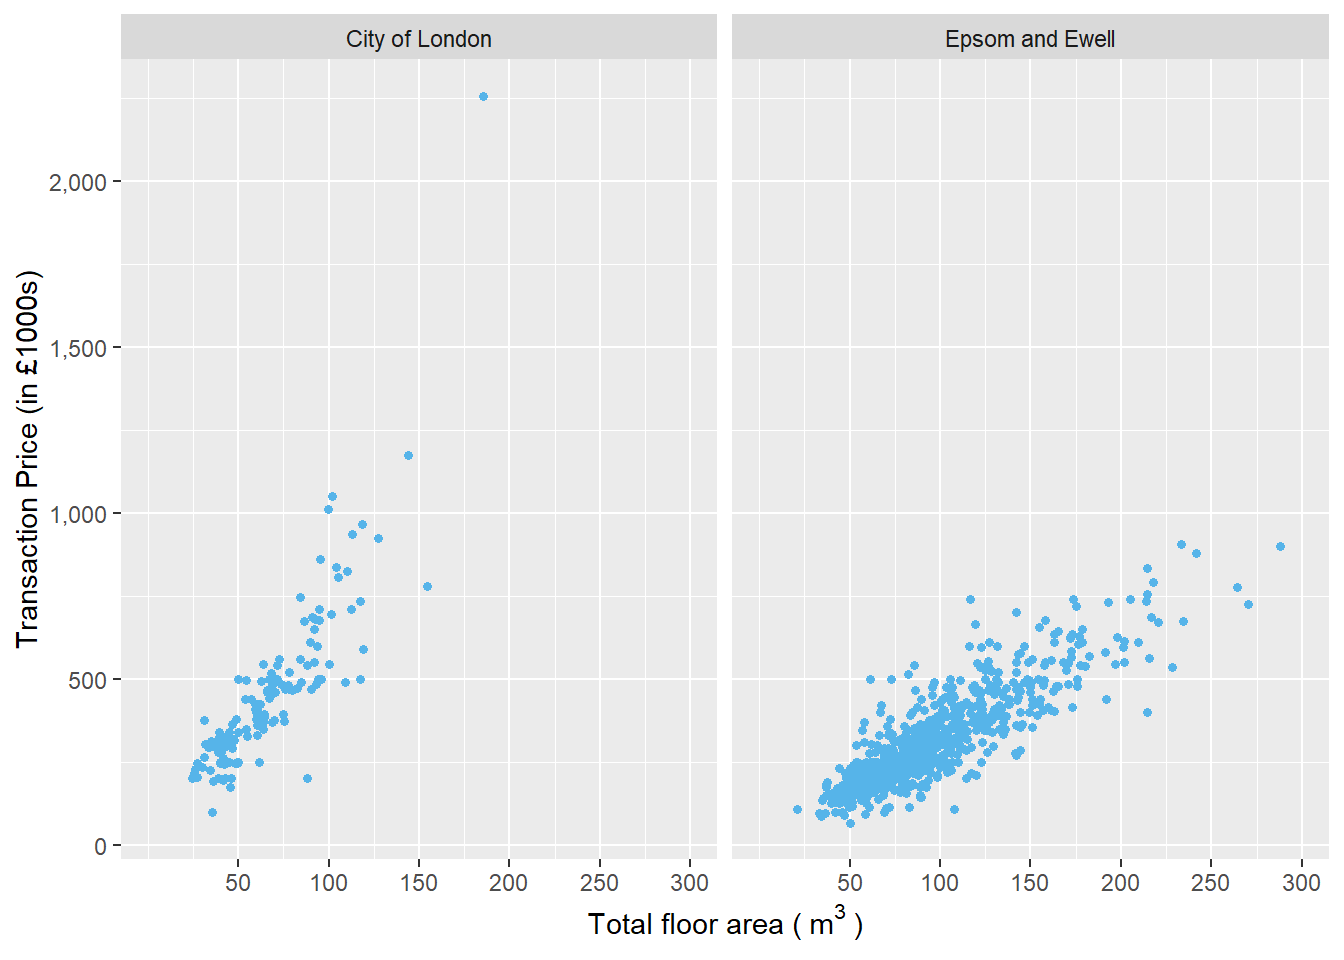 City of London
Epsom and Ewell
Transaction Price (in £1000s)
2,000
1,500
1,000
500
0
50 100 150 200 250 300
50 100 150 200 250 300
Total floor area ( m³ )